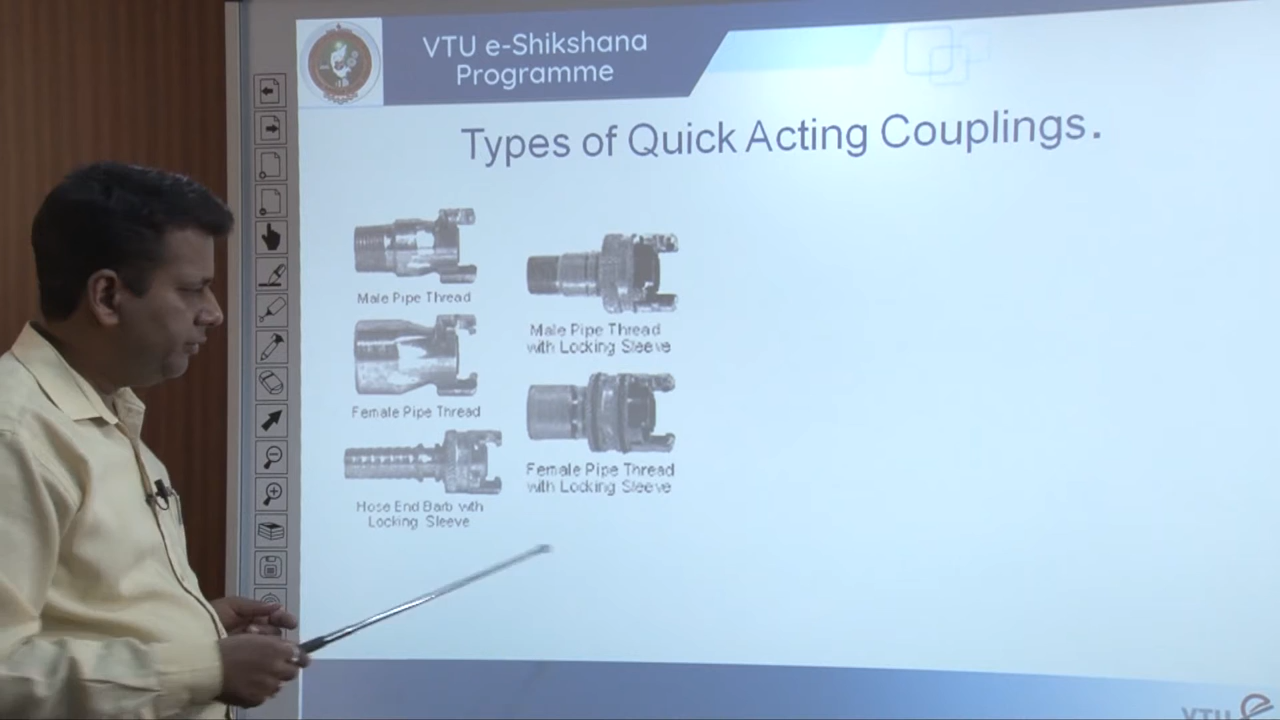 VTU e-Shikshana
Programme
Types of Quick Acting Couplings.
Male Pipe Thread
Male Pipe Thread
with Locking Sleeve
Female Pipe Thread
Female Pipe Thread
with Locking Sleeve
Hose End Barb with
Locking Sleeve
VTU e